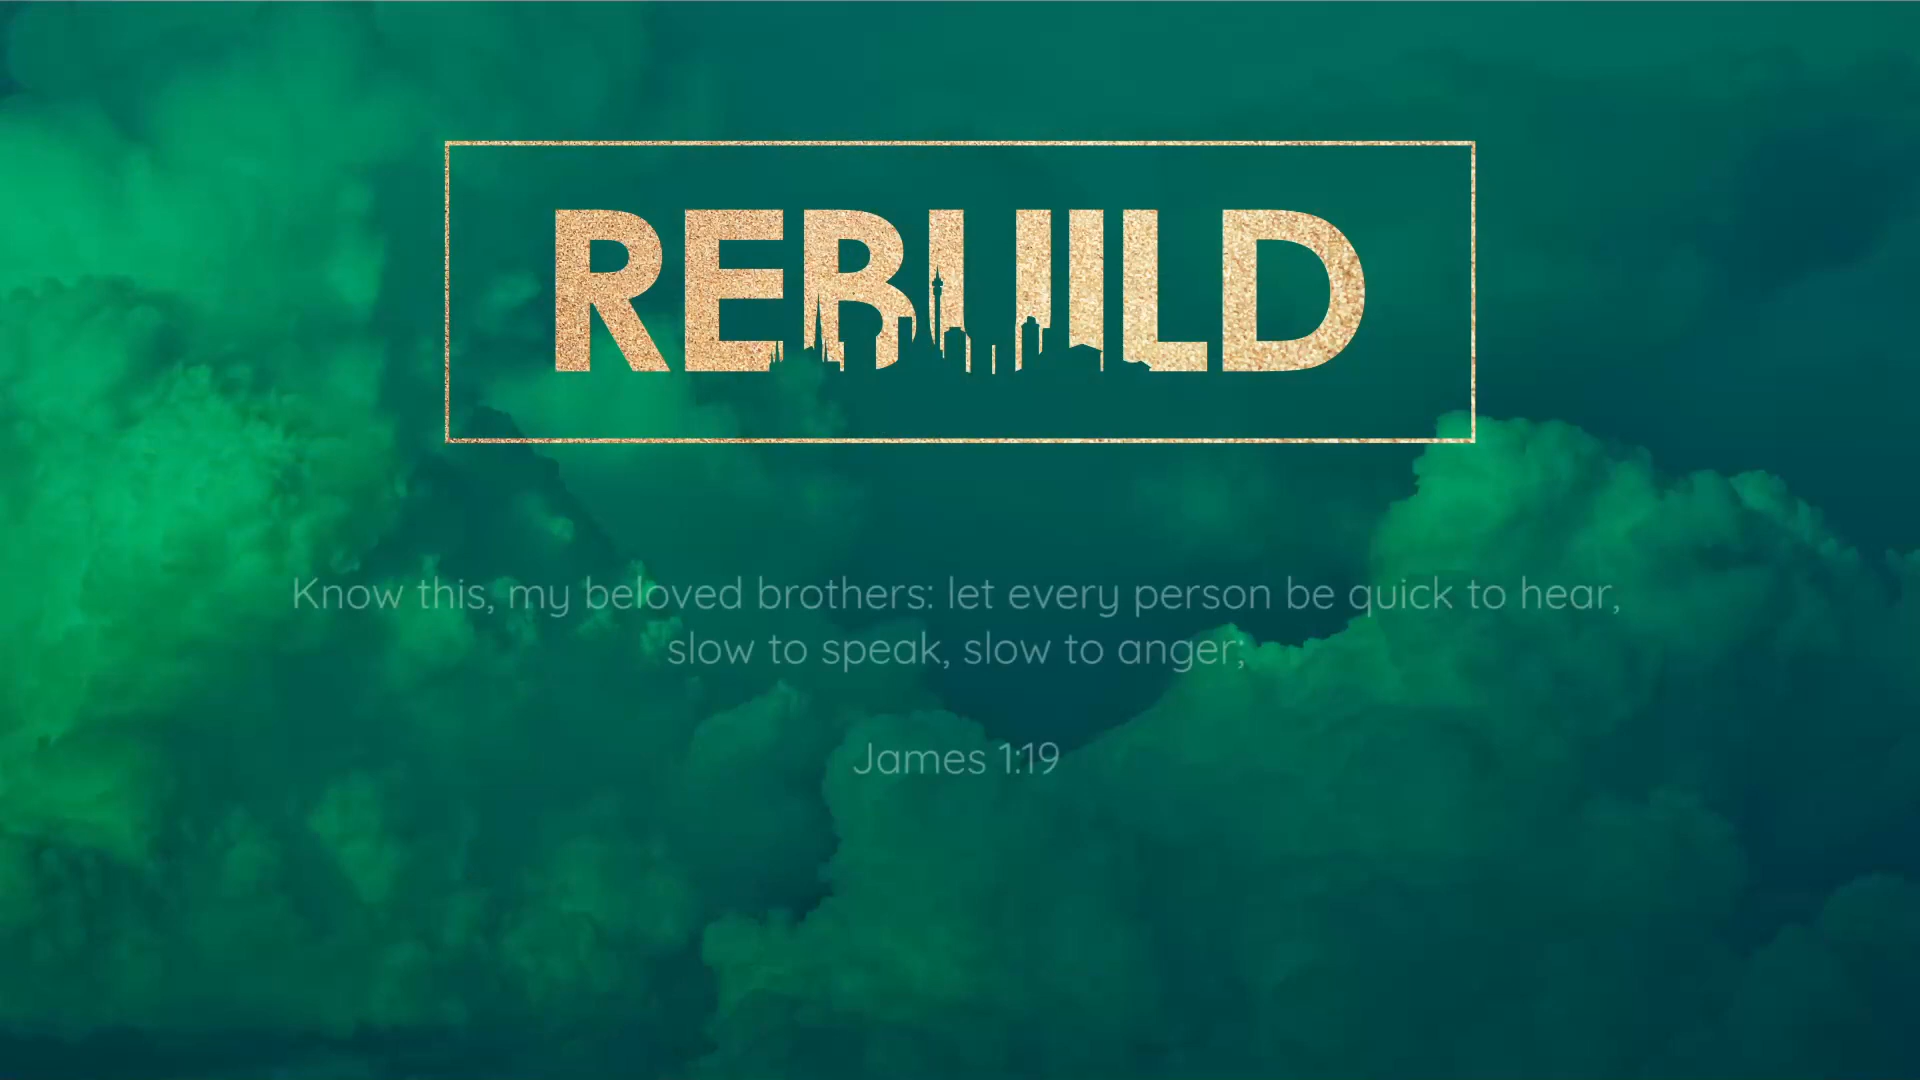 REBUILD
Know this, my beloved brothers: let every person be quick to hear,
slow to speak, slow to anger;
James 1:19